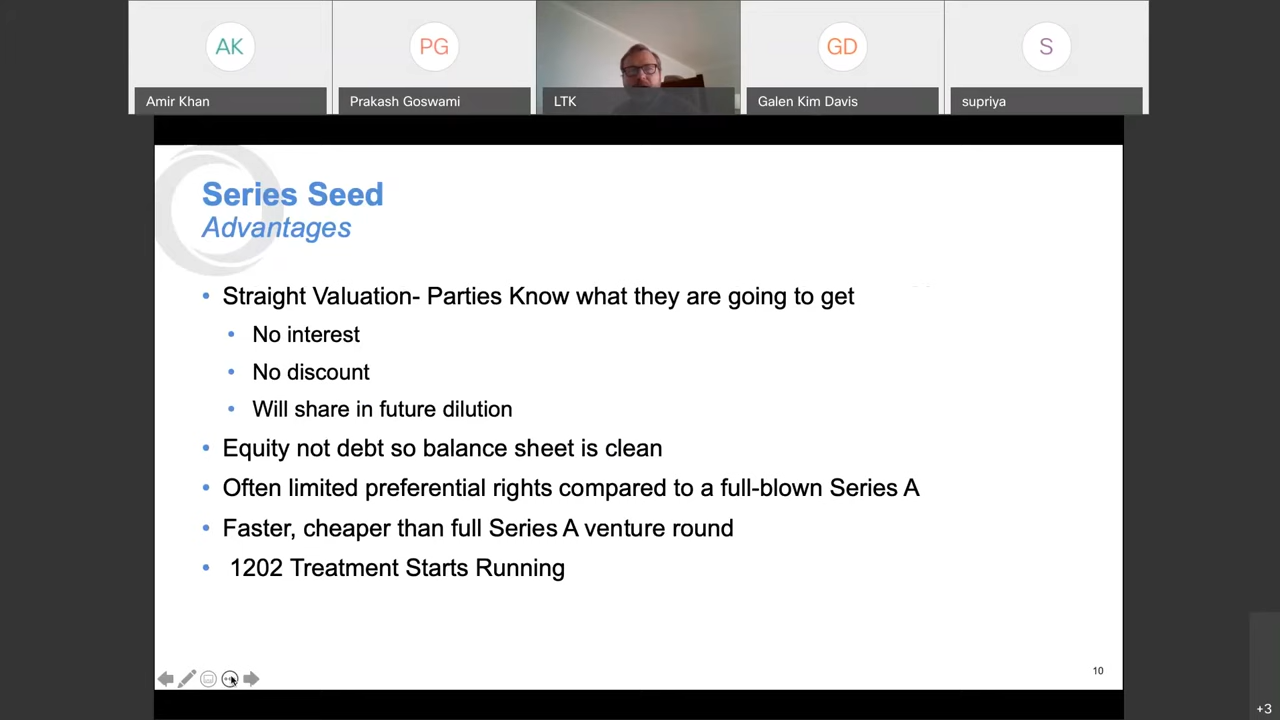 AK
PG
GD
S
Amir Khan
Prakash Goswami
LTK
Galen Kim Davis
supriya
Series Seed
Advantages
• Straight Valuation- Parties Know what they are going to get
• No interest
• No discount
• Will share in future dilution
• Equity not debt so balance sheet is clean
• Often limited preferential rights compared to a full-blown Series A
• Faster, cheaper than full Series A venture round
• 1202 Treatment Starts Running
10
+3